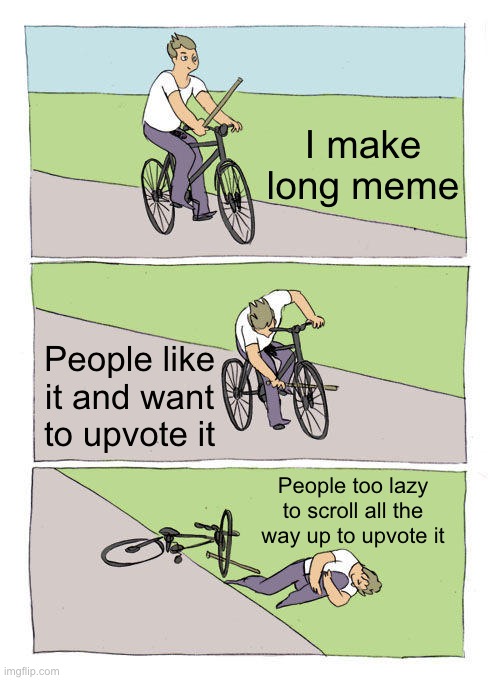 I make
long meme
People like
it and want
to upvote it
People too lazy
to scroll all the
way up to upvote it
imgflip.com